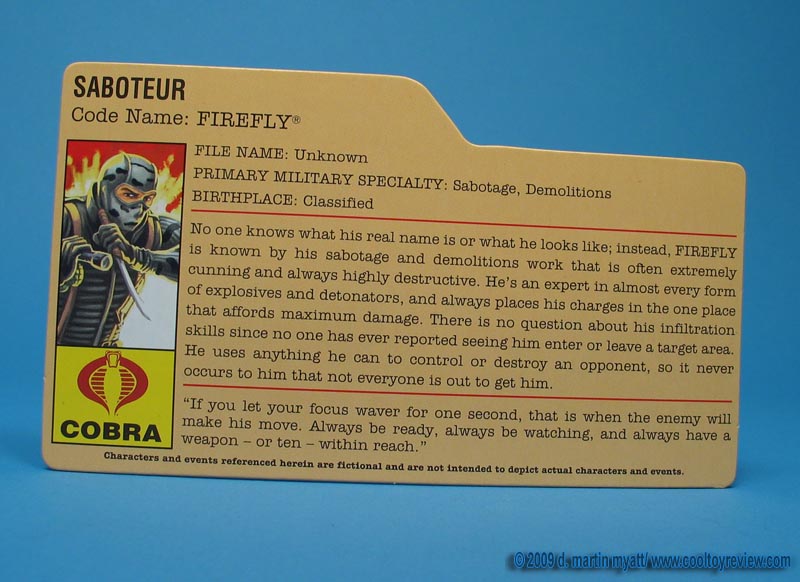 SABOTEUR
Code Name: FIREFLY®
FILE NAME: Unknown
PRIMARY MILITARY SPECIALTY: Sabotage, Demolitions
BIRTHPLACE: Classified
No one knows what his real name is or what he looks like; instead, FIREFLY
is known by his sabotage and demolitions work that is often extremely
cunning and always highly destructive. He's an expert in almost every form
of explosives and detonators, and always places his charges in the one place
that affords maximum damage. There is no question about his infiltration
skills since no one has ever reported seeing him enter or leave a target area.
He uses anything he can to control or destroy an opponent, so it never
occurs to him that not everyone is out to get him.
COBRA
“If you let your focus waver for one second, that is when the enemy will
make his move. Always be ready, always be watching, and always have a
weapon – or ten – within reach.”
Characters and events referenced herein are fictional and are not intended to depict actual characters and events.
© 2009 d. martin myatt/ www.cooltoyreview.com